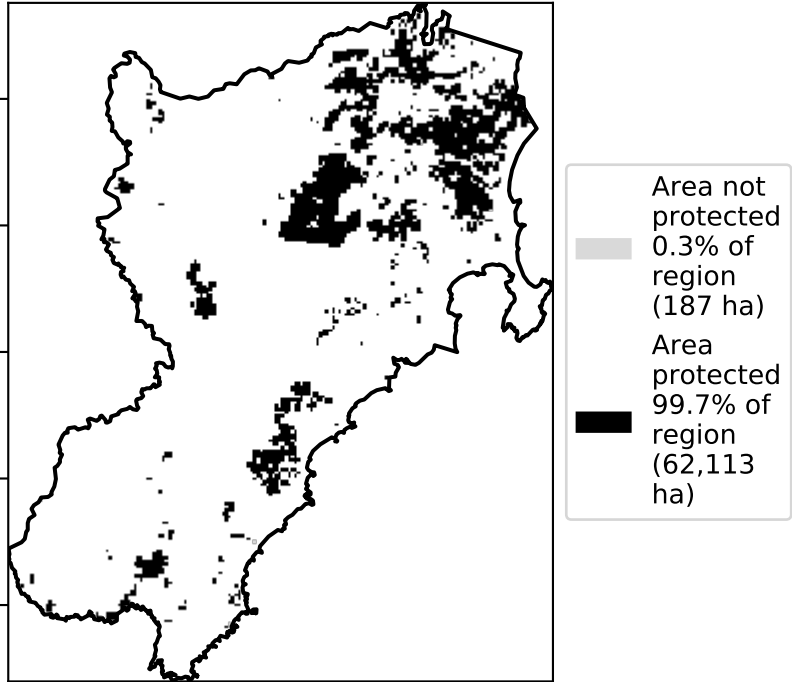 Area not
protected
0.3% of
region
(187 ha)
Area
protected
99.7% of
region
(62,113
ha)